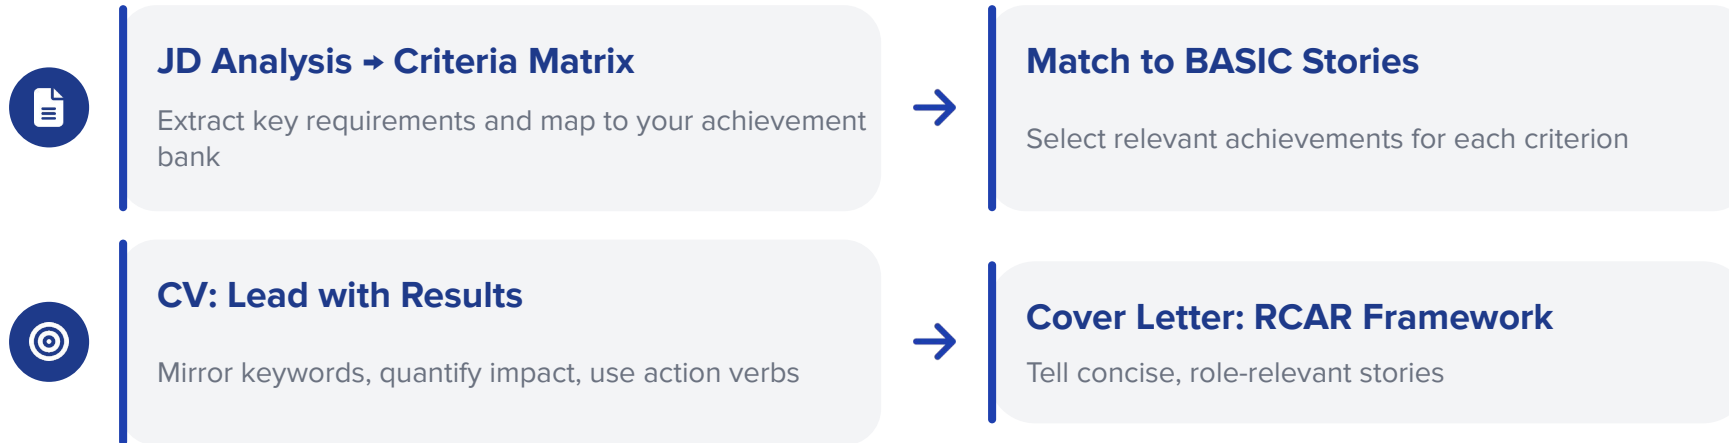 JD Analysis → Criteria Matrix
Extract key requirements and map to your achievement
bank
Match to BASIC Stories
Select relevant achievements for each criterion
CV: Lead with Results
Mirror keywords, quantify impact, use action verbs
Cover Letter: RCAR Framework
Tell concise, role-relevant stories